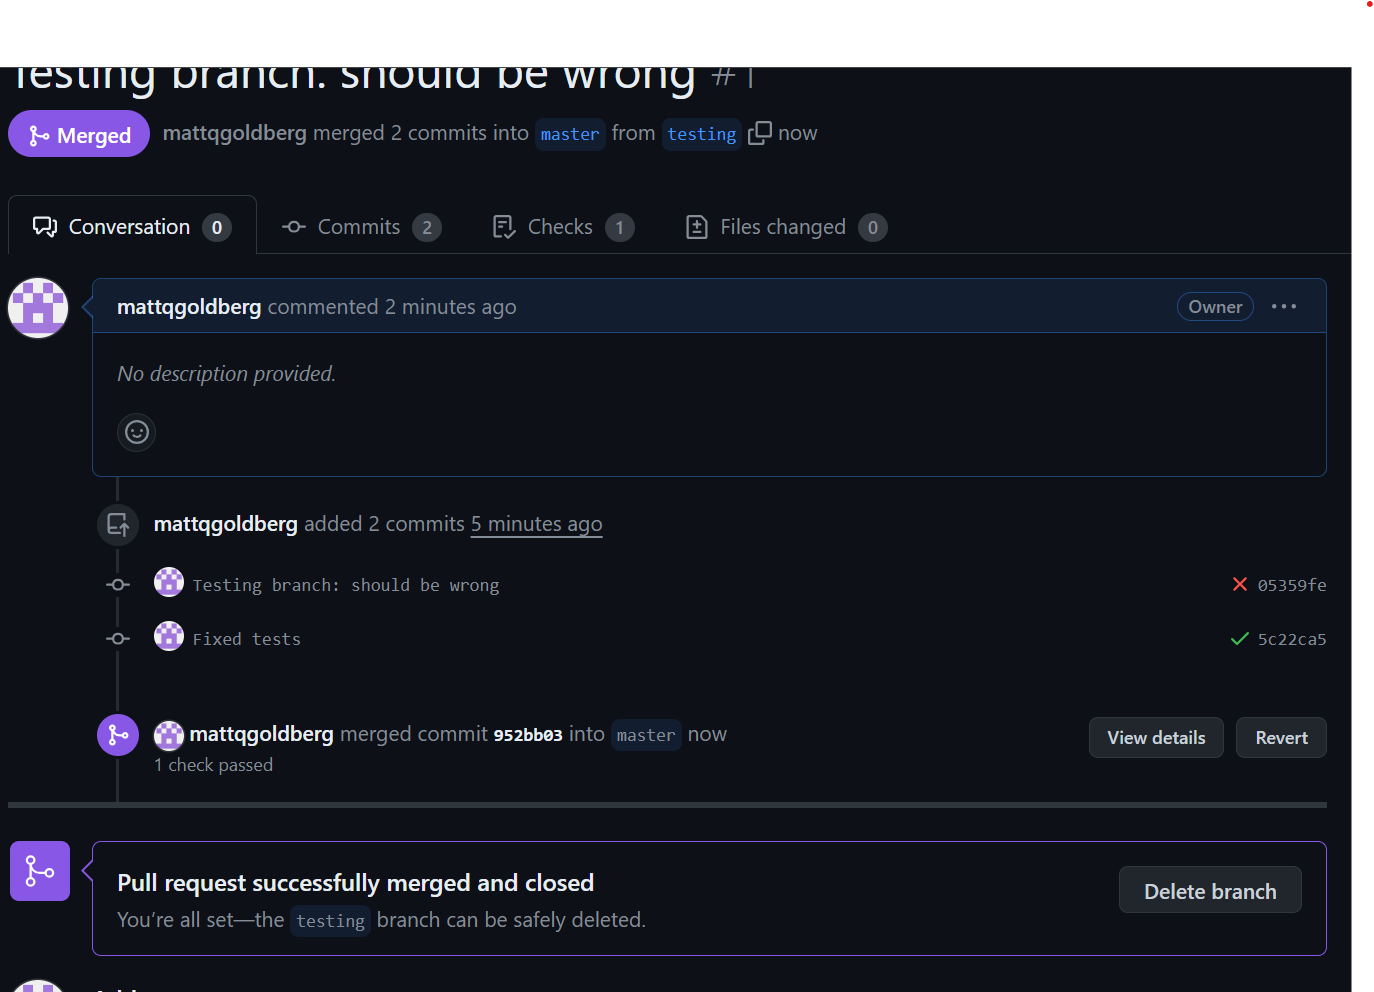 Testing branch: should be wrong #1
Merged mattqgoldberg merged 2 commits into master from testing now
Conversation 0 Commits 2 Checks 1 Files changed 0
mattqgoldberg commented 2 minutes ago Owner ...
No description provided.
mattqgoldberg added 2 commits 5 minutes ago
Testing branch: should be wrong 05359fe
Fixed tests 5c22ca5
mattqgoldberg merged commit 952bb03 into master now View details Revert
1 check passed
Pull request successfully merged and closed Delete branch
You’re all set—the testing branch can be safely deleted.